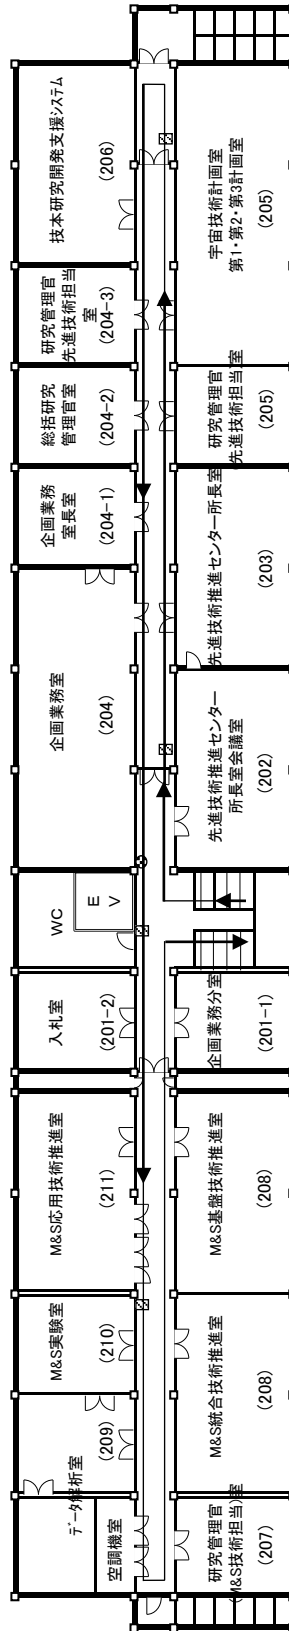 データ解析室
(209)
空調機室
M&S実験室
(210)
M&S応用技術推進室
(211)
入札室
(201-2)
WC
E
V
企画業務室
(204)
企画業務
室長室
(204-1)
総括研究
管理官室
(204-2)
研究管理官
先進技術担当
室
(204-3)
技本研究開発支援システム
(206)
研究管理官
(M&S技術担当)室
(207)
M&S統合技術推進室
(208)
M&S基盤技術推進室
(208)
企画業務分室
(201-1)
先進技術推進センター
所長室会議室
(202)
先進技術推進センター所長室
(203)
研究管理官
(先進技術担当)室
(205)
宇宙技術計画室
第1・第2・第3計画室
(205)